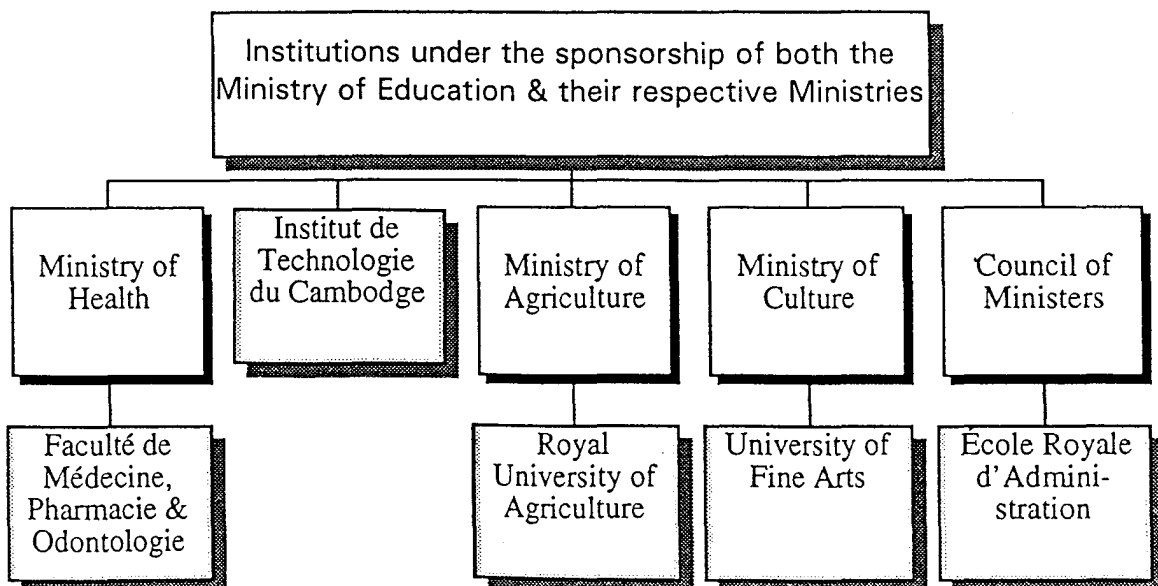 Institutions under the sponsorship of both the
Ministry of Education & their respective Ministries
Ministry of
Health
Institut de
Technologie
du Cambodge
Ministry of
Agriculture
Ministry of
Culture
Council of
Ministers
Faculté de
Médecine,
Pharmacie &
Odontologie
Royal
University of
Agriculture
University of
Fine Arts
École Royale
d'Admini-
stration